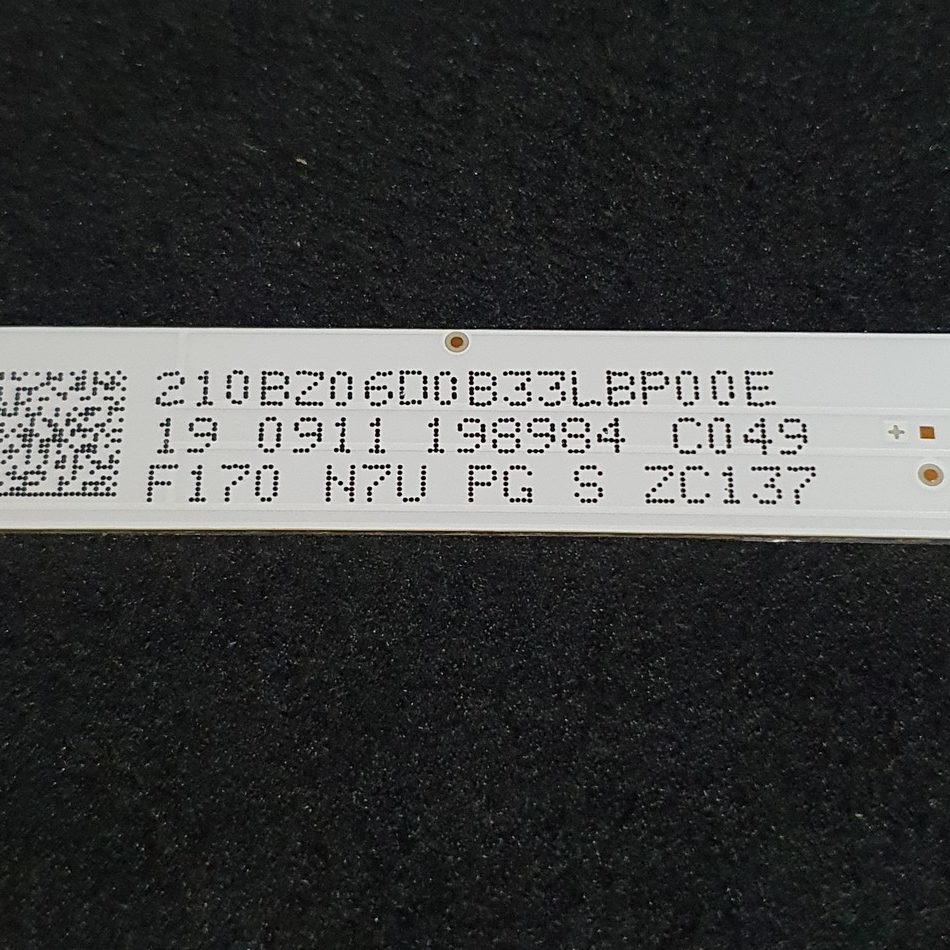 210BZ06D0B33LBP00E
19 0911 198984 C049
F170 N7U PG S ZC137